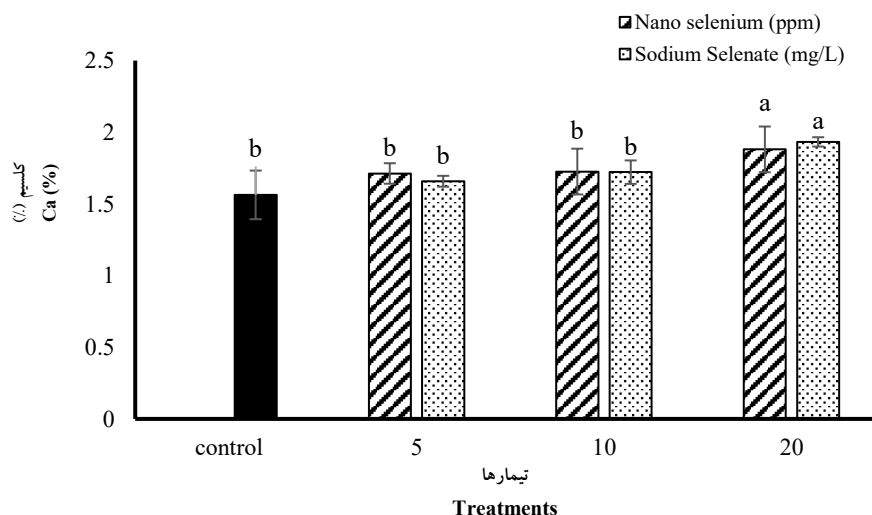 Nano selenium (ppm)
Sodium Selenate (mg/L)
2.5
2
1.5
1
0.5
0
کلسیم (٪)
Ca (%)
b
b
b
b
b
a
a
control
5
10
20
تیمارها
Treatments